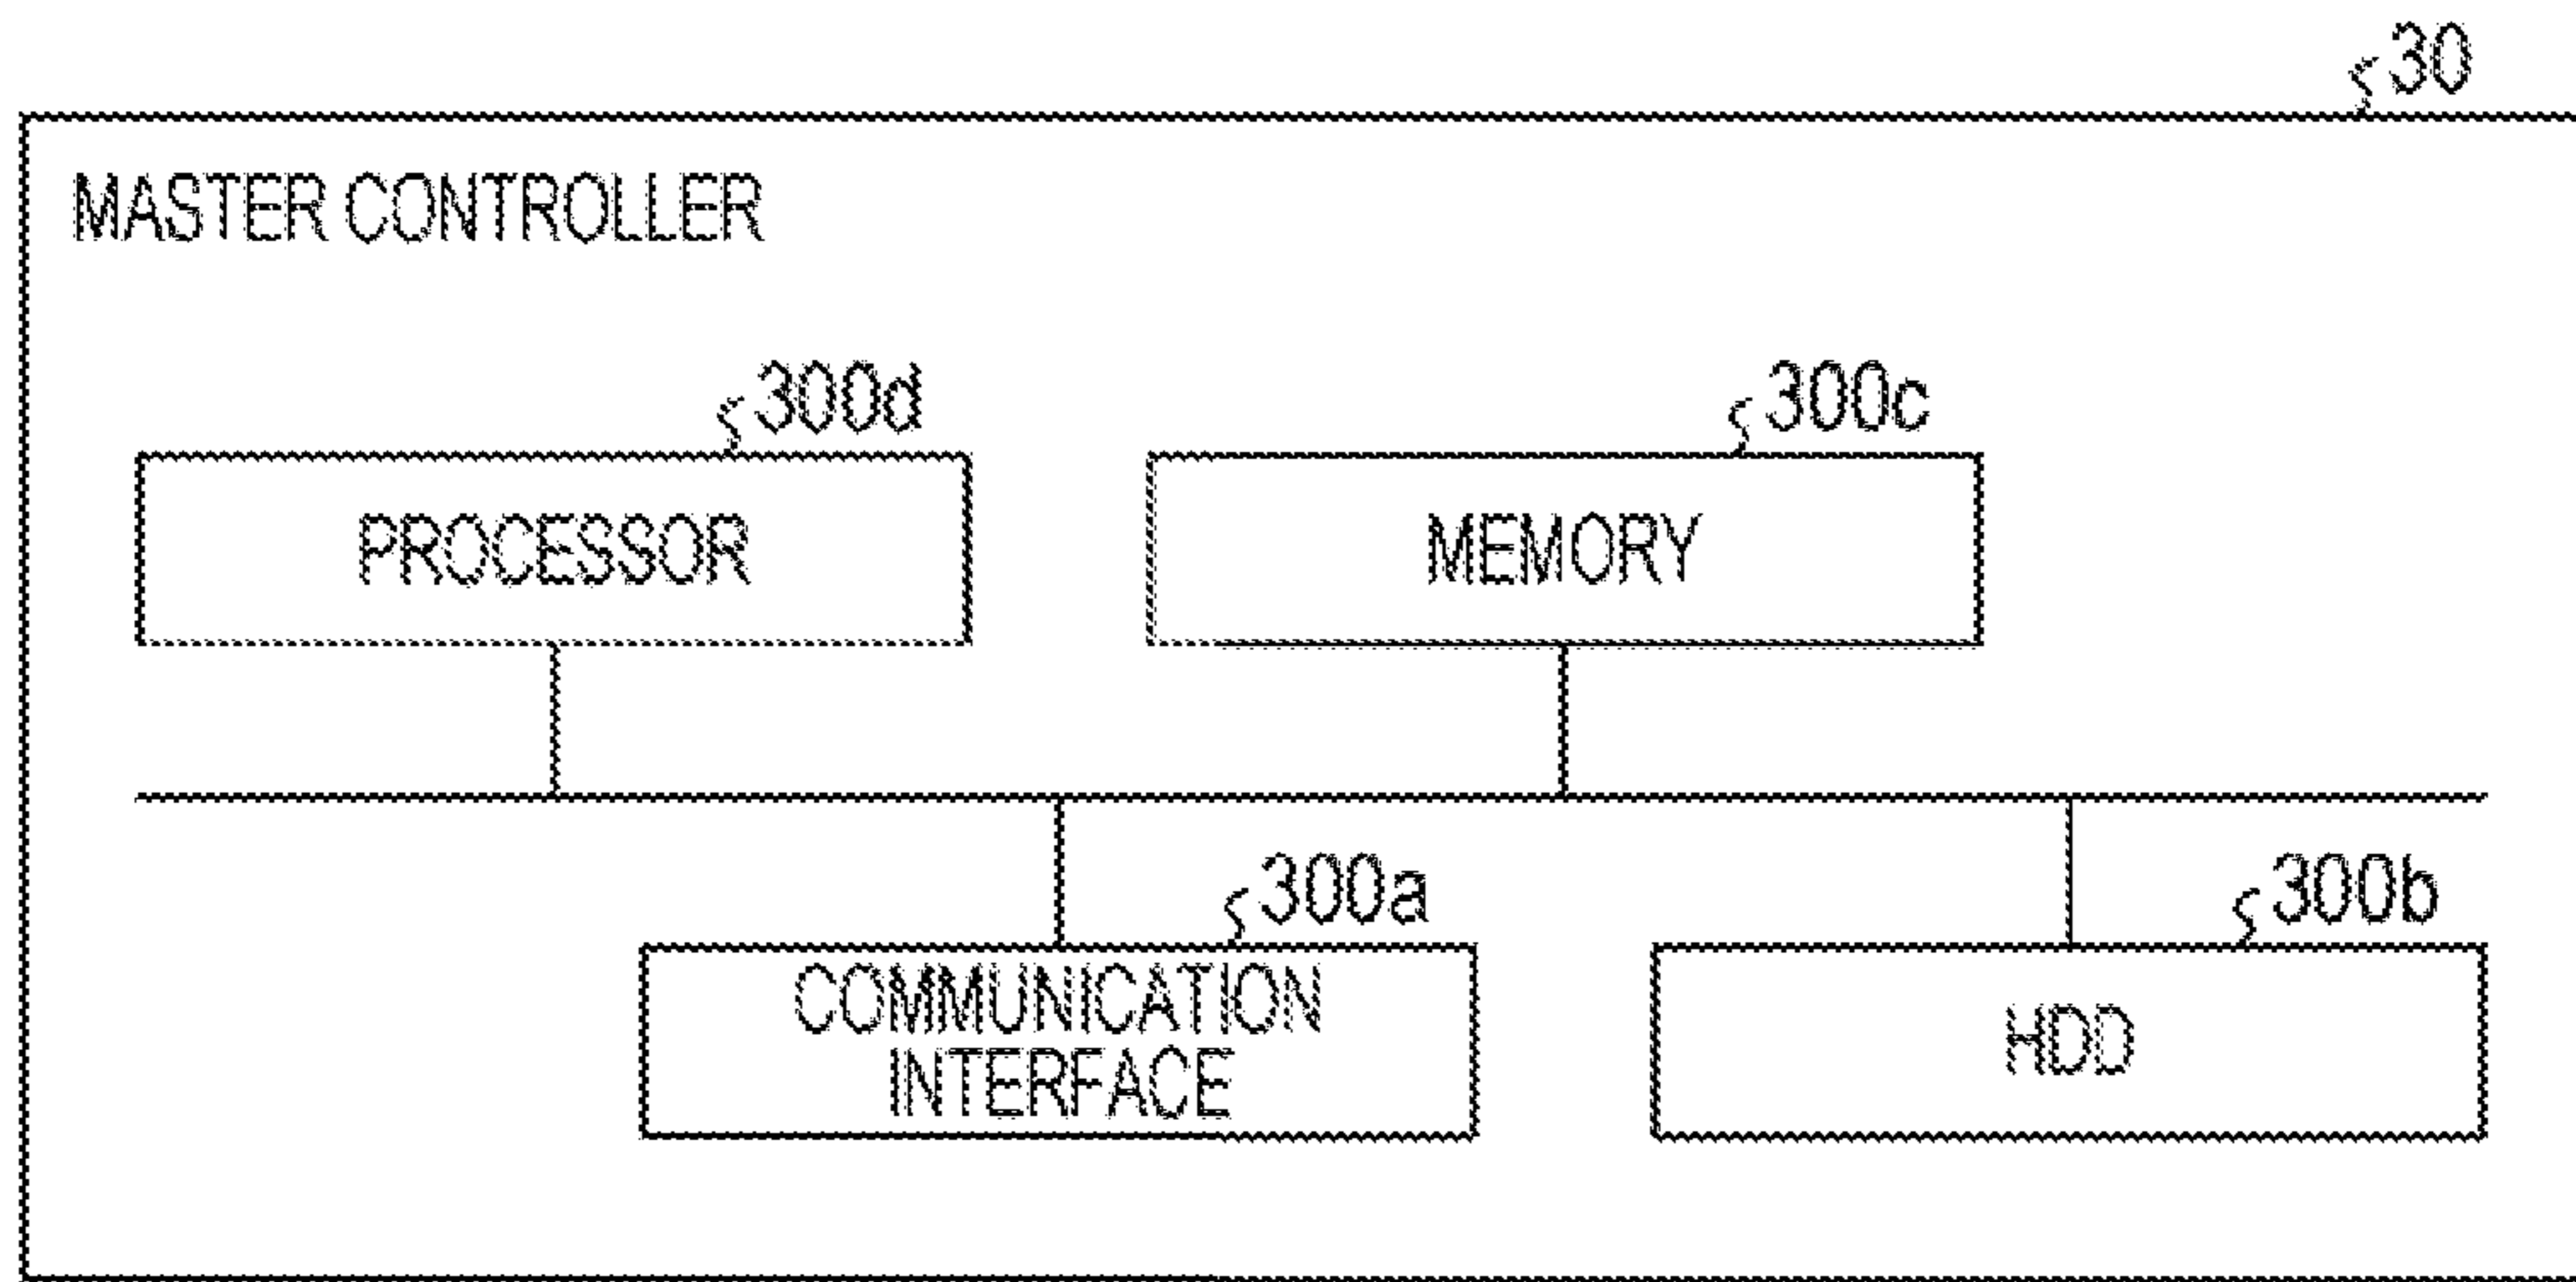 30
MASTER CONTROLLER
300d
300c
PROCESSOR
MEMORY
300a
300b
COMMUNICATION
INTERFACE
HDD